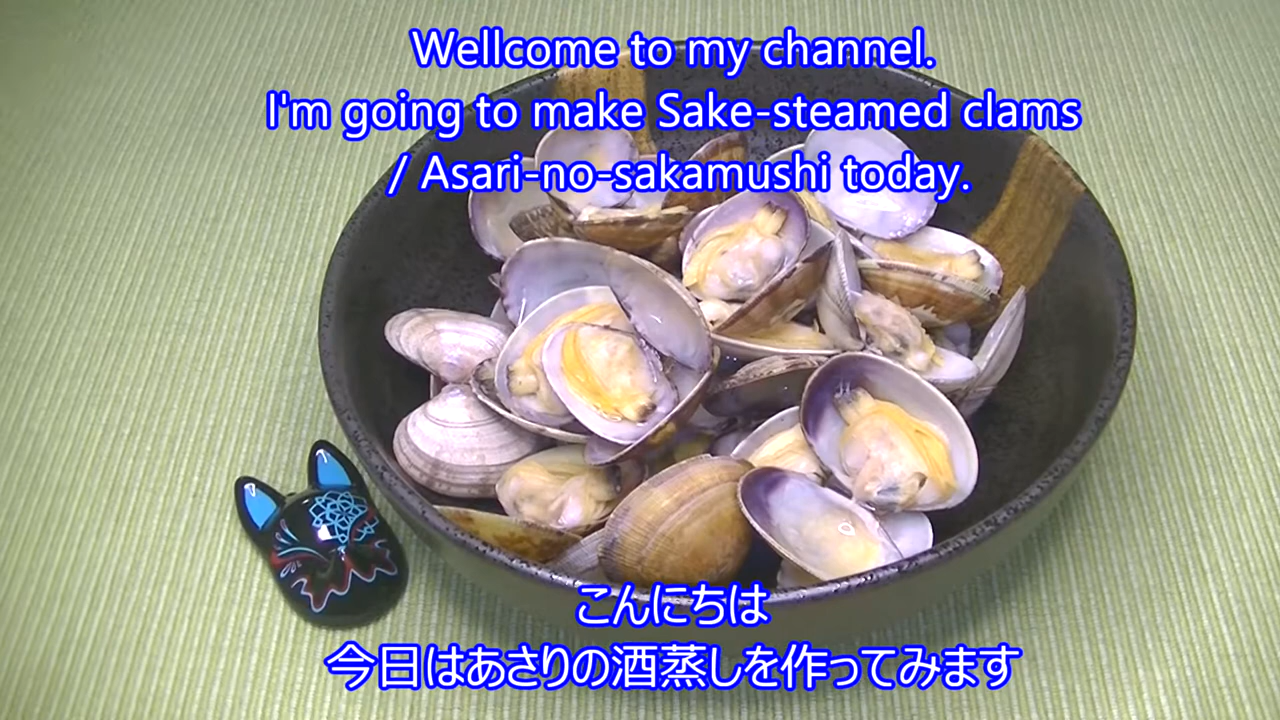 Wellcome to my channel.
I'm going to make Sake-steamed clams
/ Asari-no-sakamushi today.
こんにちは
今日はあさりの酒蒸しを作ってみます